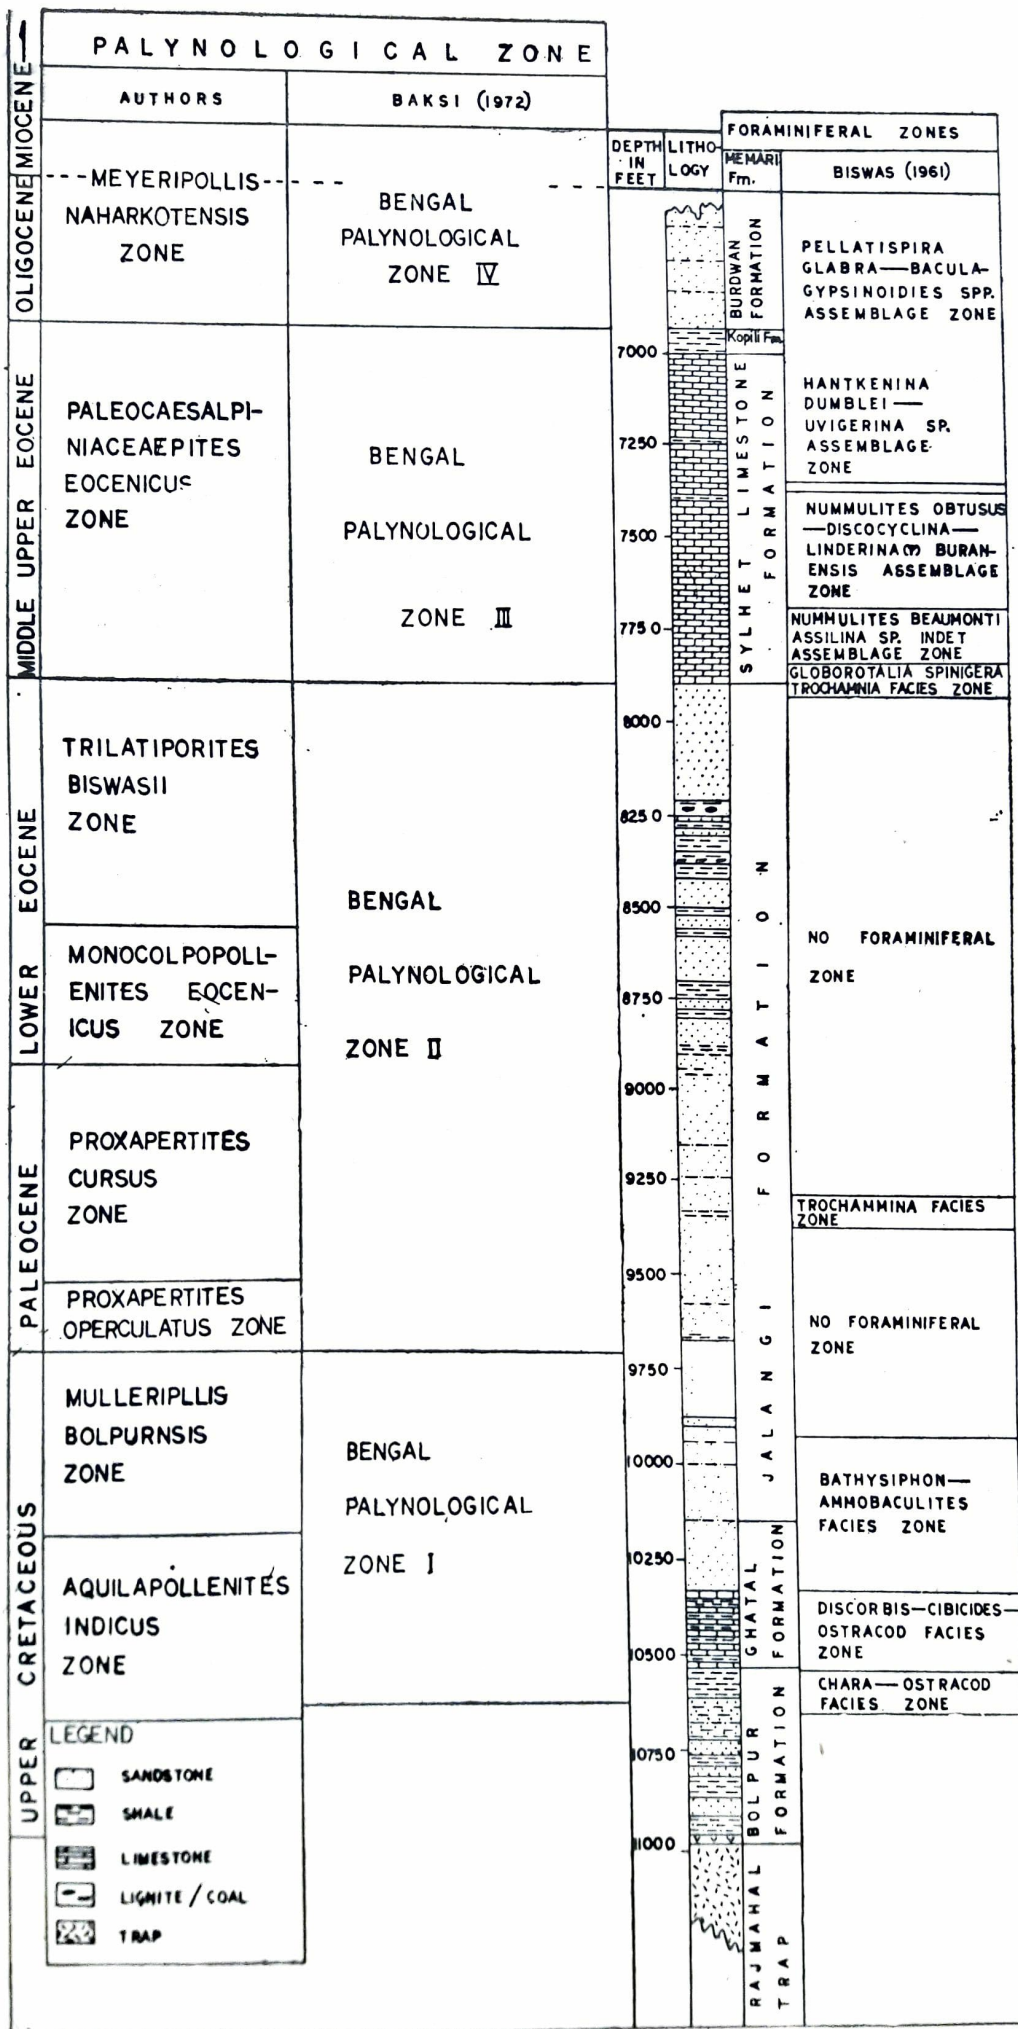 PALYNOLOGICAL ZONE
AUTHORS
BAKSI (1972)
MIOCENE
OLIGOCENE
UPPER EOCENE
MIDDLE
LOWER EOCENE
PALEOCENE
UPPER CRETACEOUS
MEYERIPOLLIS
NAHARKOTENSIS
ZONE
PALEOCAESALPI-
NIACEAEPITES
EOCENICUS
ZONE
TRILATIPORITES
BISWASII
ZONE
MONOCOLPOPOLL-
ENITES EOCEN-
ICUS ZONE
PROXAPERTITES
CURSUS
ZONE
PROXAPERTITES
OPERCULATUS ZONE
MULLERIPLLIS
BOLPURNSIS
ZONE
AQUILAPOLLENITES
INDICUS
ZONE
BENGAL
PALYNOLOGICAL
ZONE IV
BENGAL
PALYNOLOGICAL
ZONE III
BENGAL
PALYNOLOGICAL
ZONE II
BENGAL
PALYNOLOGICAL
ZONE I
LEGEND
SANDSTONE
SHALE
LIMESTONE
LIGNITE / COAL
TRAP
DEPTH
IN
FEET
LITHO-
LOGY
7000
7250
7500
7750
8000
8250
8500
8750
9000
9250
9500
9750
10000
10250
10500
10750
11000
FORAMINIFERAL ZONES
MEMARI
Fm.
BISWAS (1961)
BURDWAN
FORMATION
Kopili Fm.
SYLHET LIMESTONE
FORMATION
JALANGI FORMATION
GHATAL
FORMATION
BOLPUR
FORMATION
RAJMAHAL
TRAP
PELLATISPIRA
GLABRA—BACULA-
GYPSINOIDIES SPP.
ASSEMBLAGE ZONE
HANTKENINA
DUMBLEI —
UVIGERINA SP.
ASSEMBLAGE
ZONE
NUMMULITES OBTUSUS
—DISCOCYCLINA—
LINDERINA(?) BURAN-
ENSIS ASSEMBLAGE
ZONE
NUMMULITES BEAUMONTI
ASSILINA SP. INDET
ASSEMBLAGE ZONE
GLOBOROTALIA SPINIGERA
TROCHAMNIA FACIES ZONE
NO FORAMINIFERAL
ZONE
TROCHAMMINA FACIES
ZONE
NO FORAMINIFERAL
ZONE
BATHYSIPHON—
AMMOBACULITES
FACIES ZONE
DISCORBIS—CIBICIDES—
OSTRACOD FACIES
ZONE
CHARA—OSTRACOD
FACIES ZONE